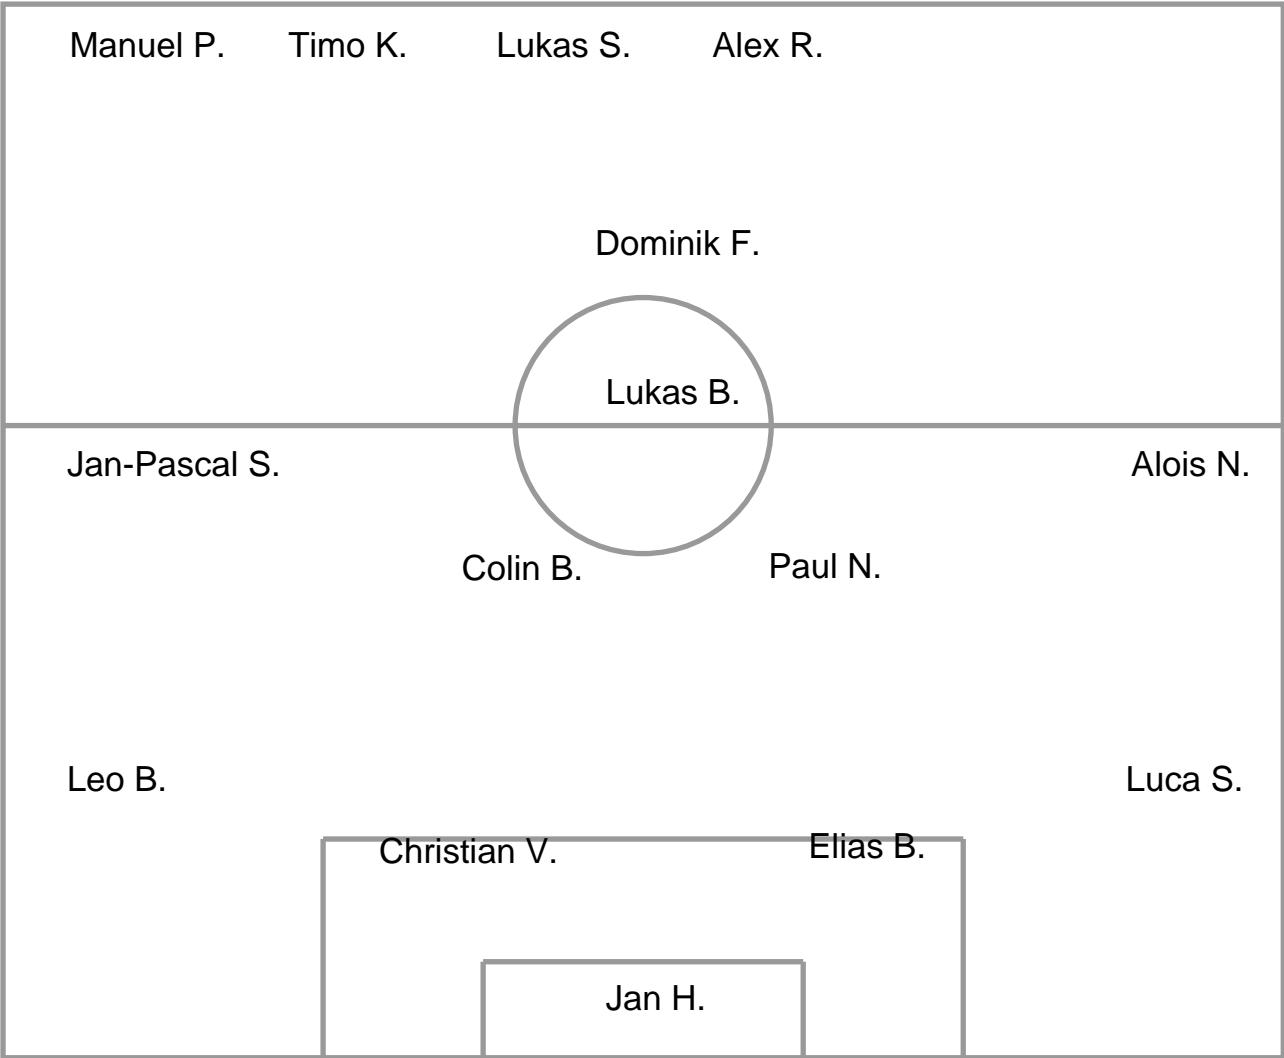 Manuel P. Timo K. Lukas S. Alex R.
Dominik F.
Lukas B.
Jan-Pascal S. Alois N.
Colin B. Paul N.
Leo B. Luca S.
Christian V. Elias B.
Jan H.